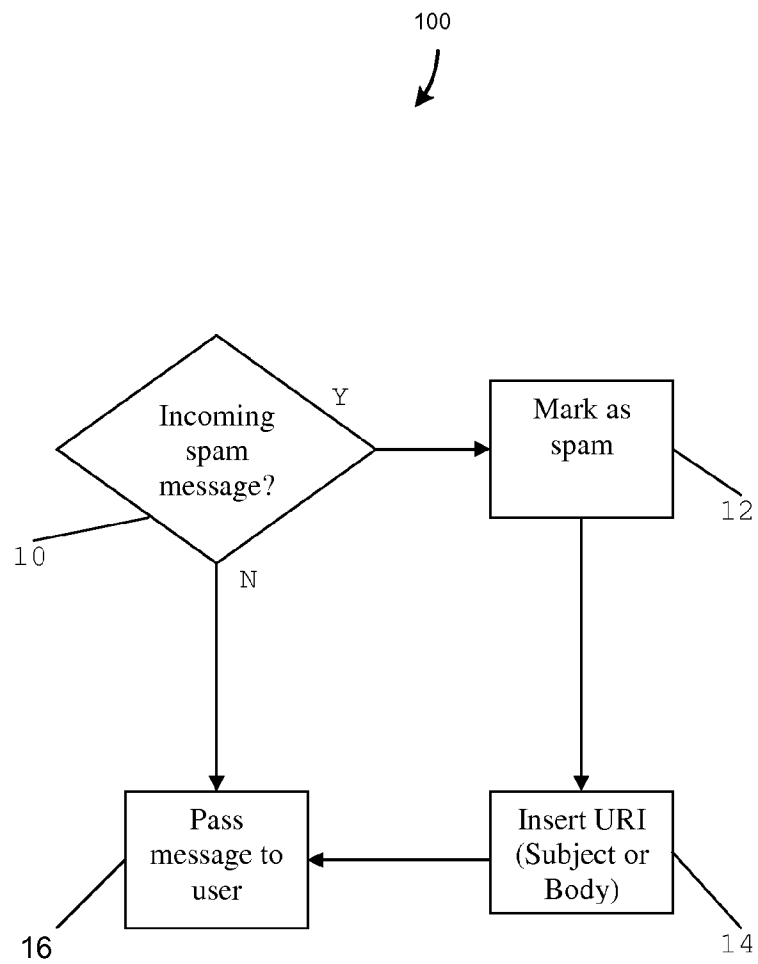 100
Incoming
spam
message?
Y
Mark as
spam
12
10
N
Pass
message to
user
Insert URI
(Subject or
Body)
16
14